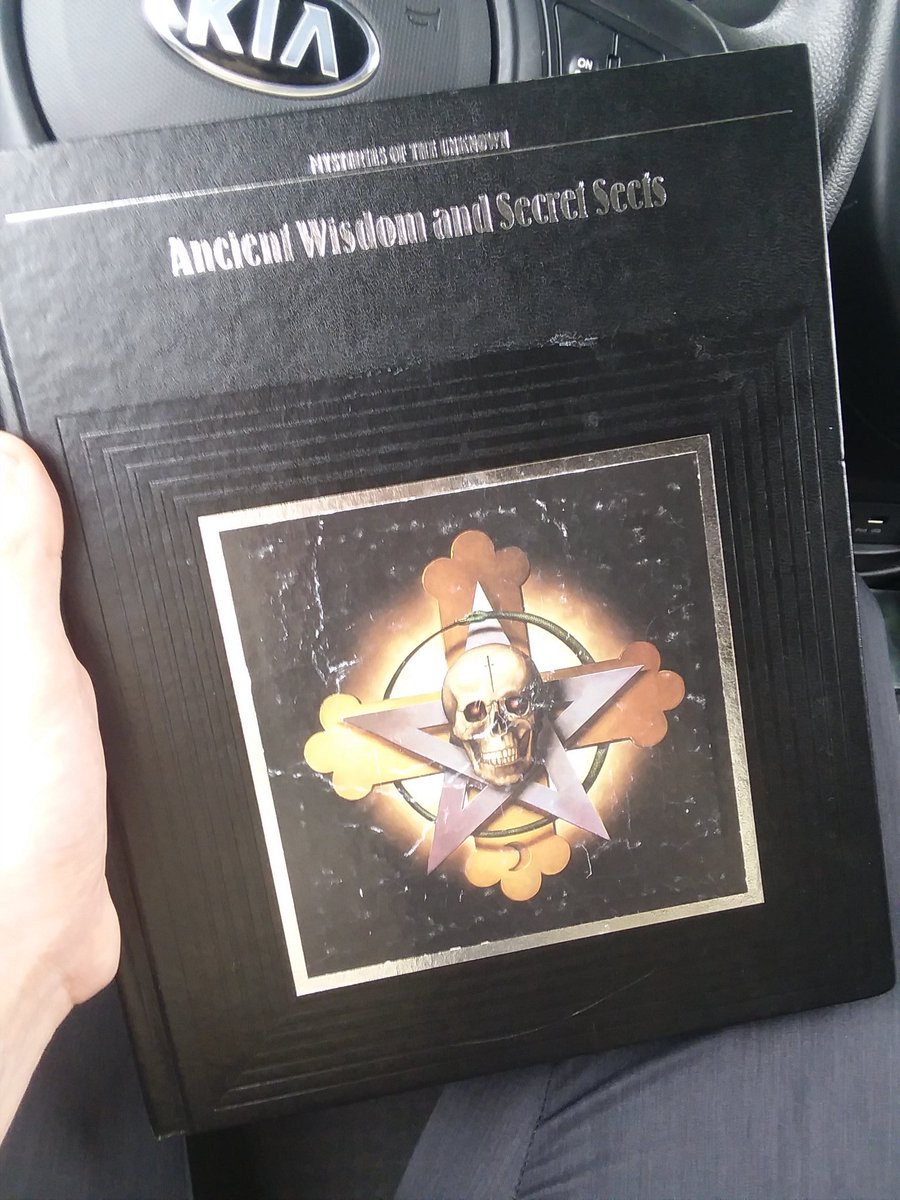 KIA
ON
MYSTERIES OF THE UNKNOWN
Ancient Wisdom and Secret Sects